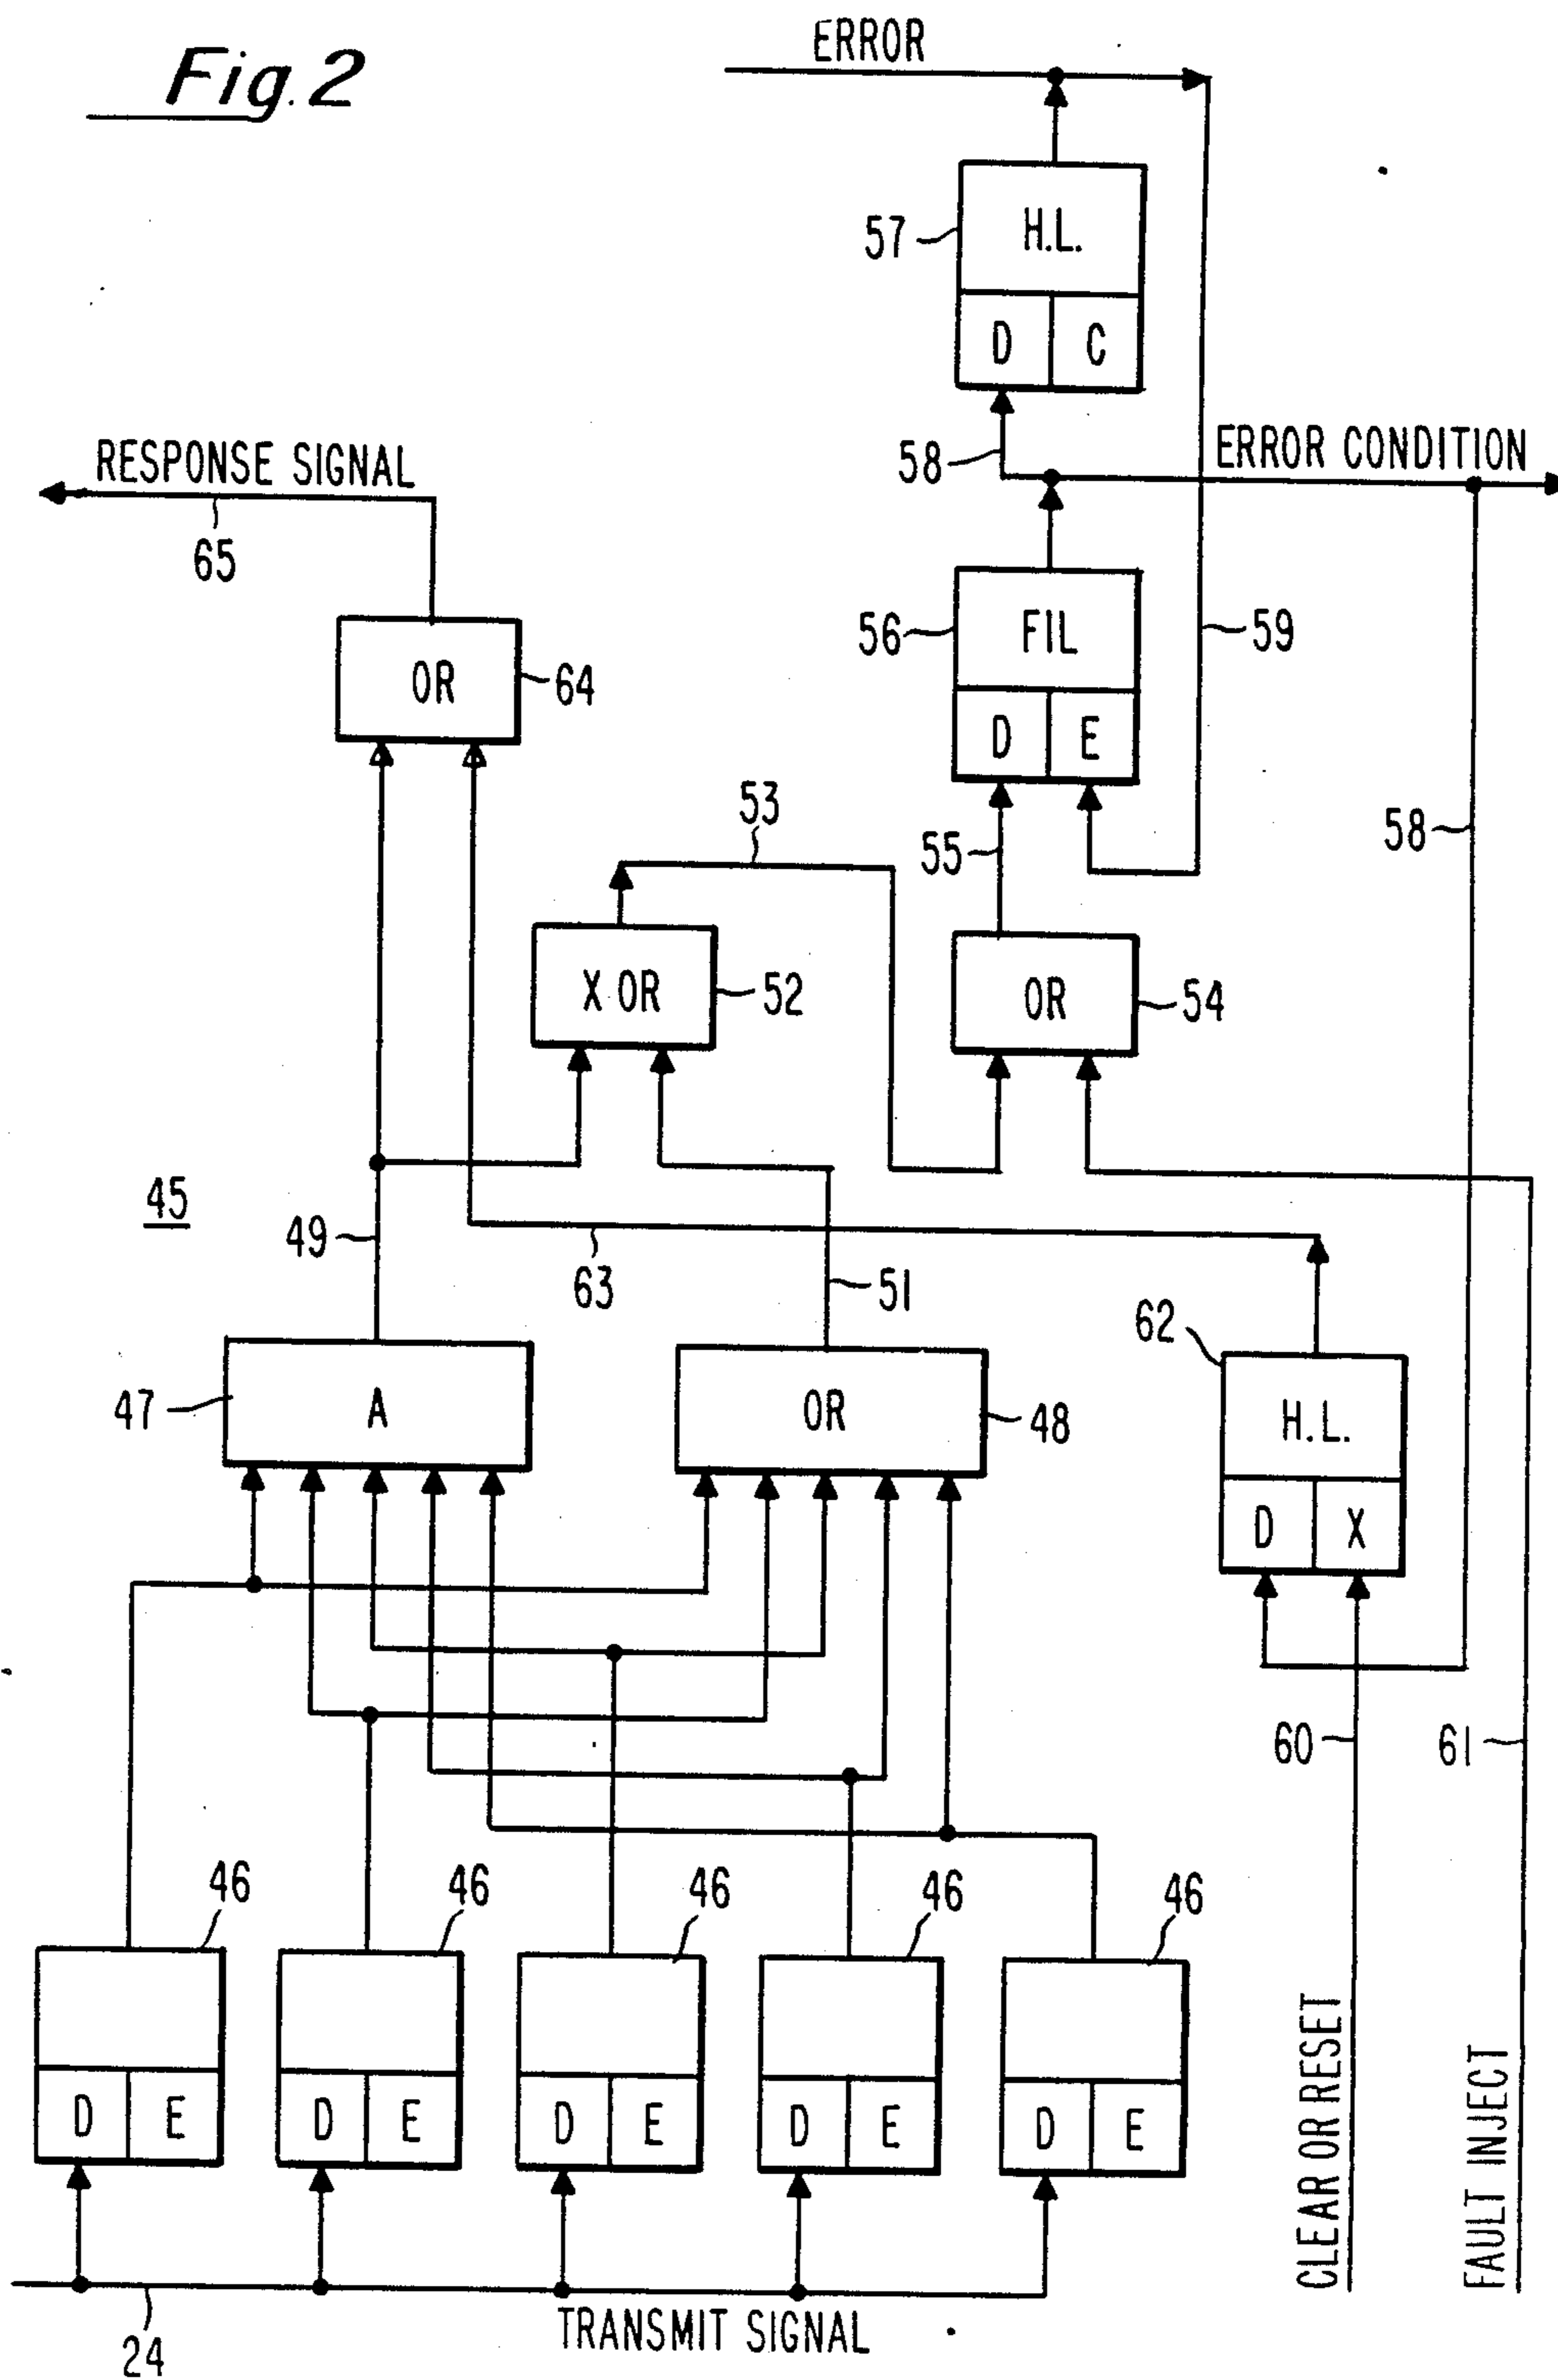 Fig. 2
ERROR
H.L.
57
D C
58
ERROR CONDITION
RESPONSE SIGNAL
65
FIL
56
59
D E
OR
64
53
55
58
X OR
52
OR
54
45
49
63
51
62
47
A
OR
48
H.L.
D X
60
61
46 46 46 46 46
D E D E D E D E D E
CLEAR OR RESET
FAULT INJECT
TRANSMIT SIGNAL
24